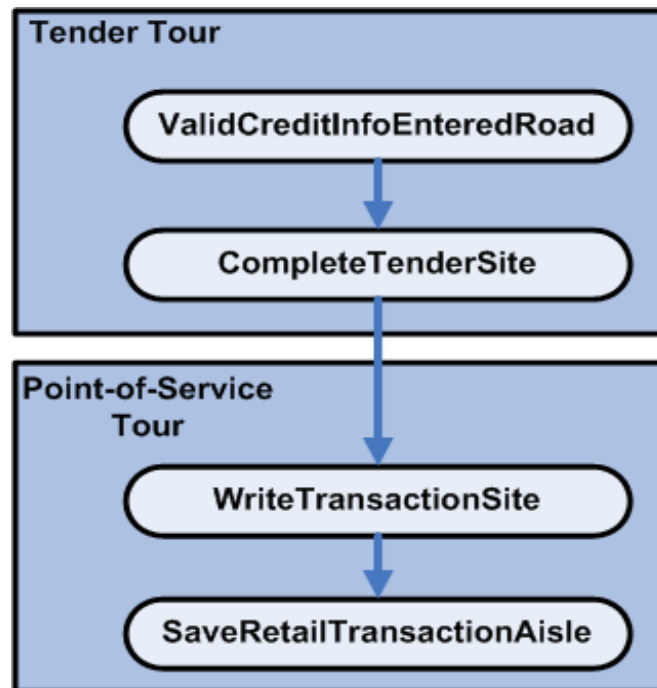 Tender Tour
ValidCreditInfoEnteredRoad
CompleteTenderSite
Point-of-Service
Tour
WriteTransactionSite
SaveRetailTransactionAisle